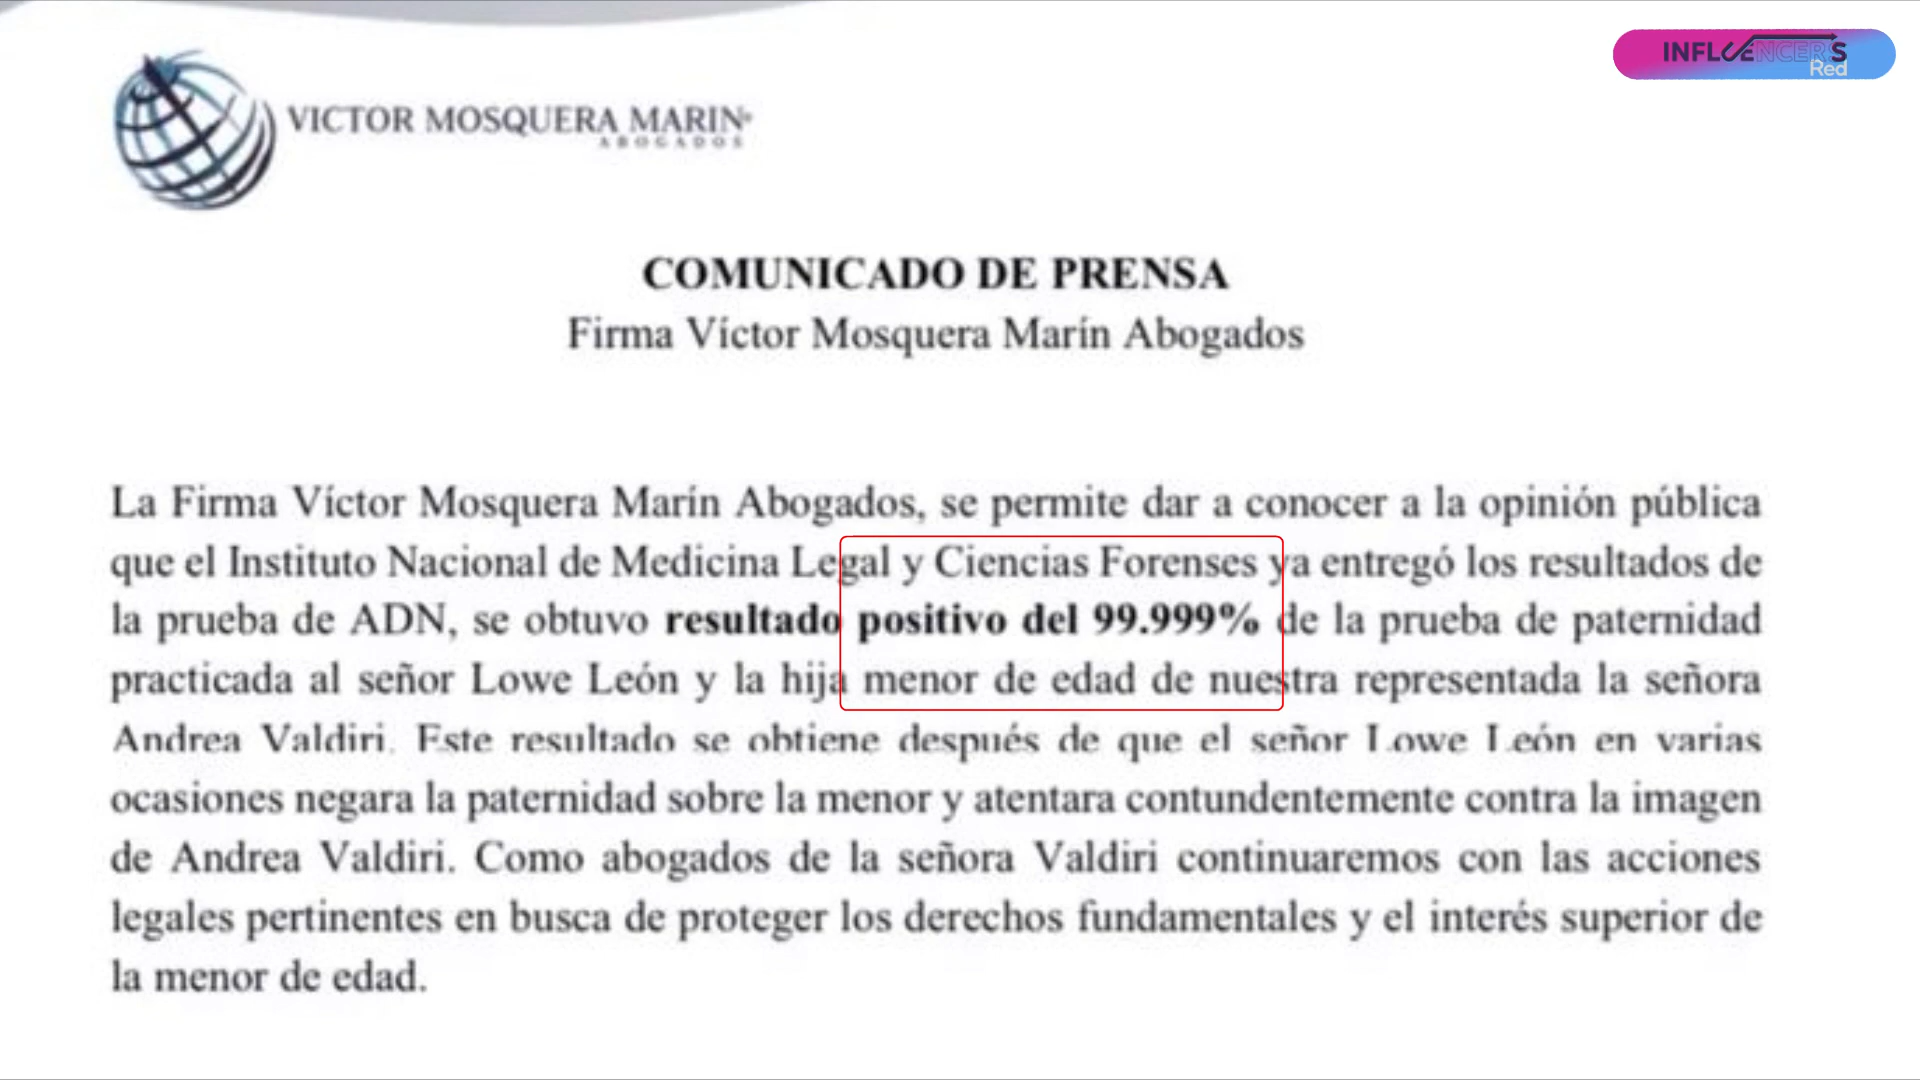 INFLUENCERS
Red
VICTOR MOSQUERA MARIN
ABOGADOS
COMUNICADO DE PRENSA
Firma Víctor Mosquera Marín Abogados
La Firma Víctor Mosquera Marín Abogados, se permite dar a conocer a la opinión pública
que el Instituto Nacional de Medicina Legal y Ciencias Forenses ya entregó los resultados de
la prueba de ADN, se obtuvo resultado positivo del 99.999% de la prueba de paternidad
practicada al señor Lowe León y la hija menor de edad de nuestra representada la señora
Andrea Valdiri. Este resultado se obtiene después de que el señor Lowe León en varias
ocasiones negara la paternidad sobre la menor y atentara contundentemente contra la imagen
de Andrea Valdiri. Como abogados de la señora Valdiri continuaremos con las acciones
legales pertinentes en busca de proteger los derechos fundamentales y el interés superior de
la menor de edad.